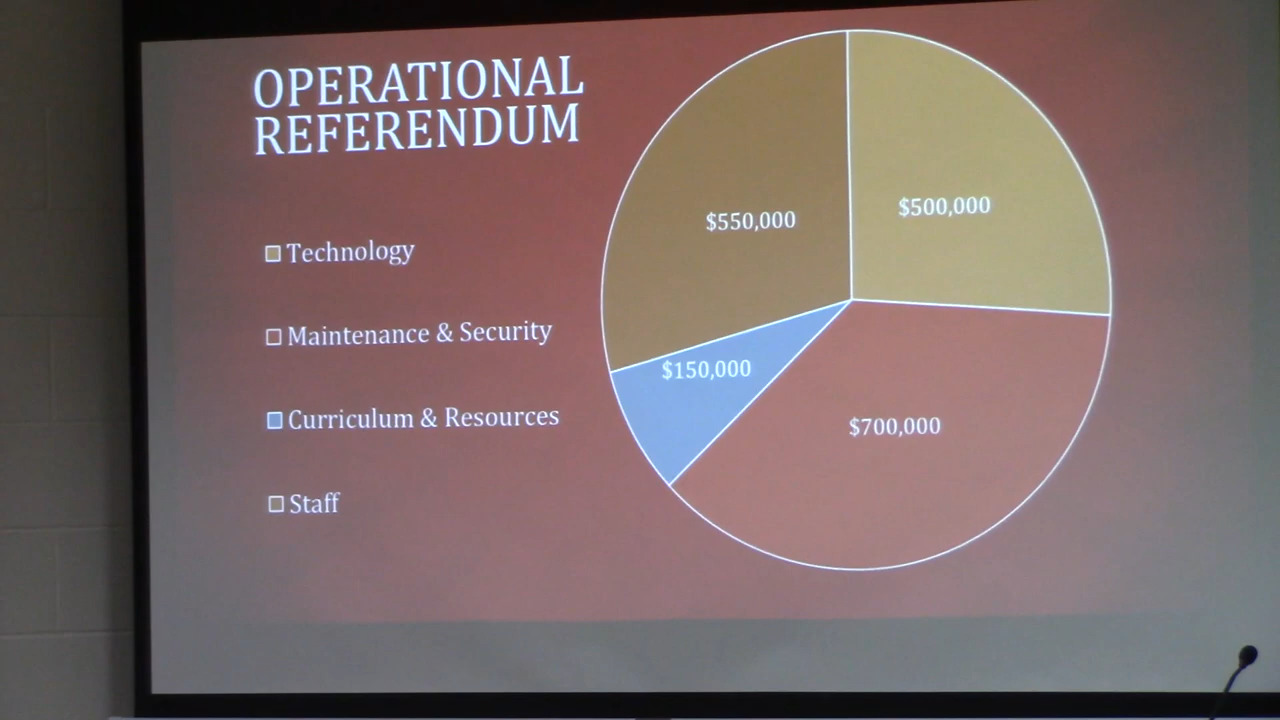 OPERATIONAL
REFERENDUM
Technology
Maintenance & Security
Curriculum & Resources
Staff
$550,000
$500,000
$150,000
$700,000